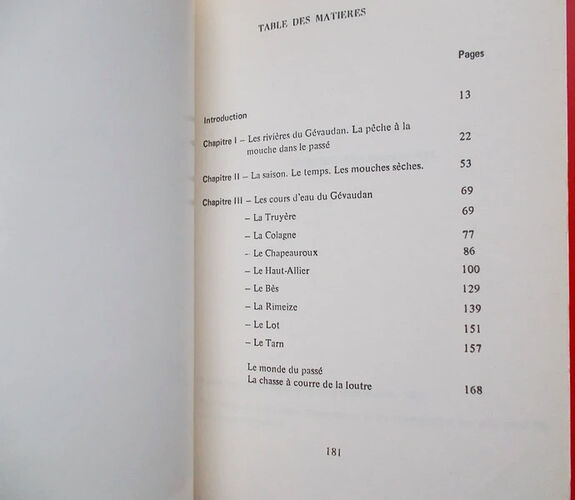 TABLE DES MATIERES
Pages
Introduction 13
Chapitre I – Les rivières du Gévaudan. La pêche à la
mouche dans le passé 22
Chapitre II – La saison. Le temps. Les mouches sèches. 53
Chapitre III – Les cours d'eau du Gévaudan 69
– La Truyère 69
– La Colagne 77
– Le Chapeauroux 86
– Le Haut-Allier 100
– Le Bès 129
– La Rimeize 139
– Le Lot 151
– Le Tarn 157
Le monde du passé
La chasse à courre de la loutre 168
181